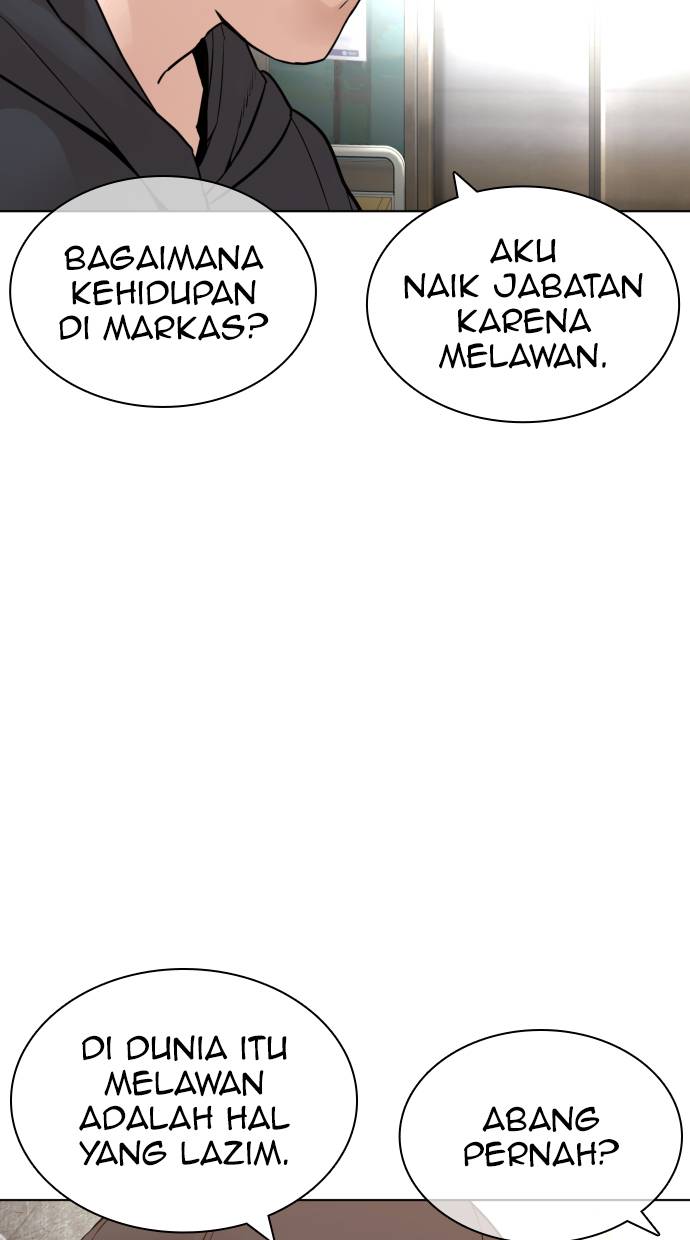 BAGAIMANA
KEHIDUPAN
DI MARKAS?
AKU
NAIK JABATAN
KARENA
MELAWAN.
DI DUNIA ITU
MELAWAN
ADALAH HAL
YANG LAZIM.
ABANG
PERNAH?